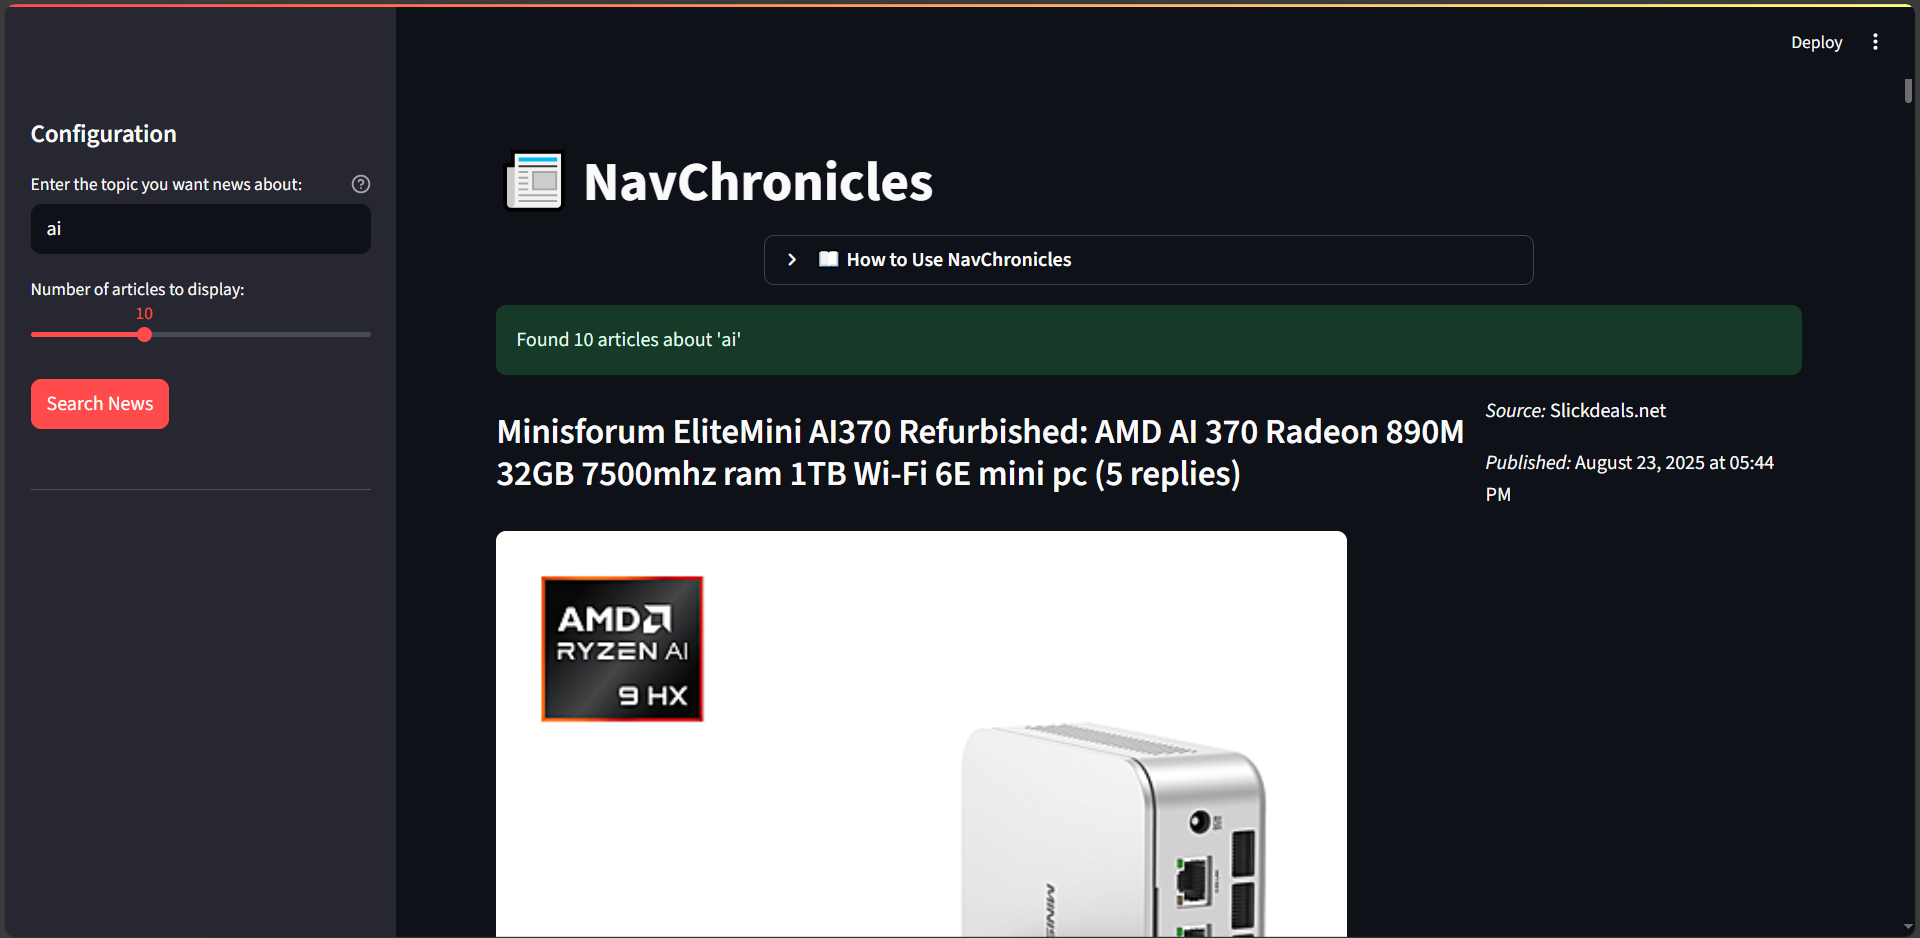 Deploy
Configuration
Enter the topic you want news about:
ai
Number of articles to display:
10
Search News
NavChronicles
How to Use NavChronicles
Found 10 articles about 'ai'
Minisforum EliteMini AI370 Refurbished: AMD AI 370 Radeon 890M
32GB 7500mhz ram 1TB Wi-Fi 6E mini pc (5 replies)
Source: Slickdeals.net
Published: August 23, 2025 at 05:44
PM
AMD
RYZEN AI
9 HX